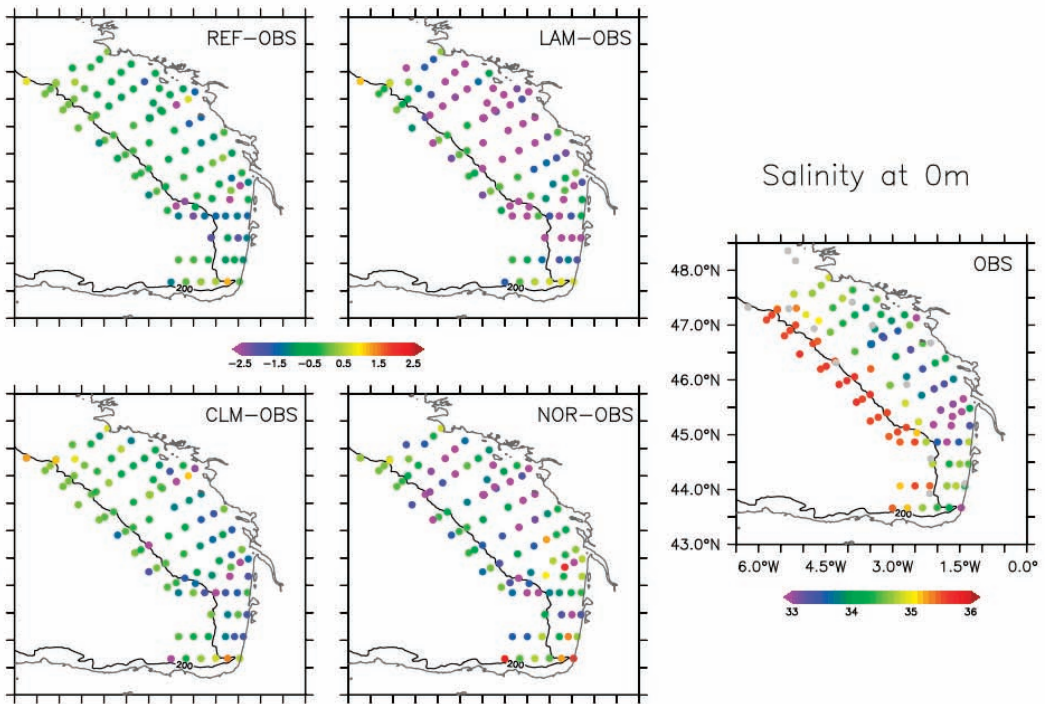 REF-OBS
LAM-OBS
200
200
-2.5 -1.5 -0.5 0.5 1.5 2.5
CLM-OBS
NOR-OBS
200
200
Salinity at 0m
OBS
48.0°N
47.0°N
46.0°N
45.0°N
44.0°N
43.0°N
200
6.0°W 4.5°W 3.0°W 1.5°W 0.0°
33 34 35 36